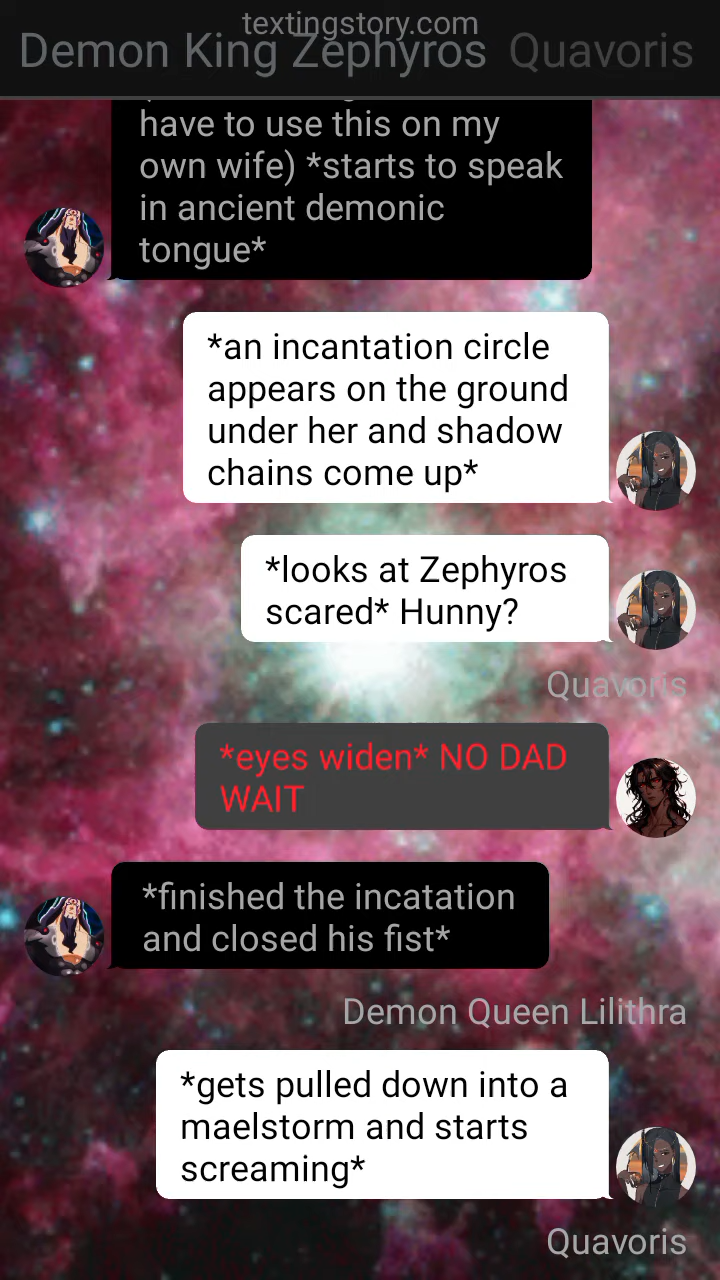 textingstory.com
Demon King Zephyros Quavoris
have to use this on my
own wife) *starts to speak
in ancient demonic
tongue*
*an incantation circle
appears on the ground
under her and shadow
chains come up*
*looks at Zephyros
scared* Hunny?
Quavoris
*eyes widen* NO DAD
WAIT
*finished the incatation
and closed his fist*
Demon Queen Lilithra
*gets pulled down into a
maelstorm and starts
screaming*
Quavoris